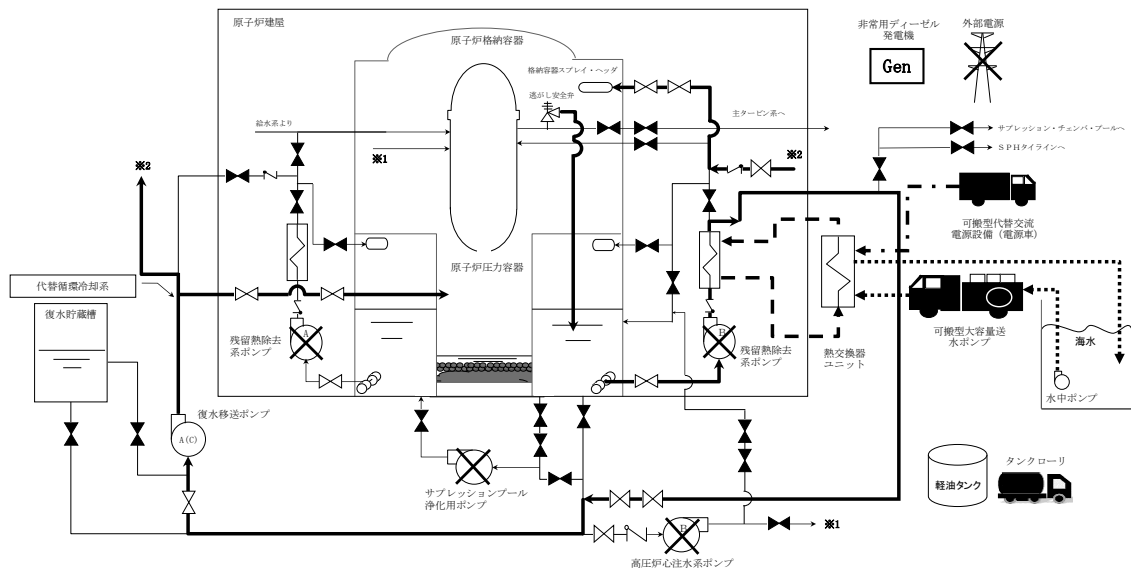 原子炉建屋
原子炉格納容器
非常用ディーゼル
発電機
外部電源
Gen
格納容器スプレイ・ヘッダ
逃がし安全弁
給水系より
主タービン系へ
サプレッション・チェンバ・プールへ
SPHタイラインへ
※1
※2
※2
可搬型代替交流
電源設備（電源車）
原子炉圧力容器
代替循環冷却系
復水貯蔵槽
残留熱除去
系ポンプ
A
B
残留熱除去
系ポンプ
熱交換器
ユニット
可搬型大容量送
水ポンプ
海水
水中ポンプ
復水移送ポンプ
A(C)
サプレッションプール
浄化用ポンプ
軽油タンク
タンクローリ
B
※1
高圧炉心注水系ポンプ